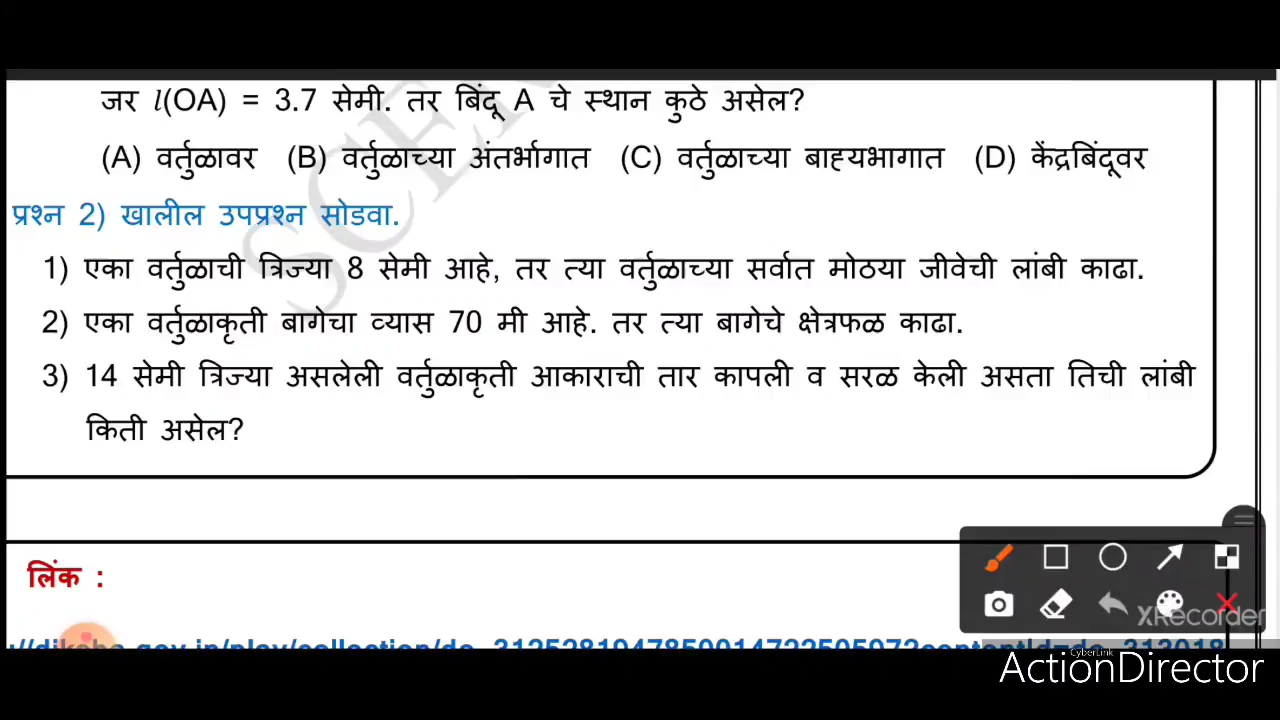 जर l(OA) = 3.7 सेमी. तर बिंदू A चे स्थान कुठे असेल?
(A) वर्तुळावर (B) वर्तुळाच्या अंतर्भागात (C) वर्तुळाच्या बाह्यभागात (D) केंद्रबिंदूवर
प्रश्न 2) खालील उपप्रश्न सोडवा.
1) एका वर्तुळाची त्रिज्या 8 सेमी आहे, तर त्या वर्तुळाच्या सर्वात मोठया जीवेची लांबी काढा.
2) एका वर्तुळाकृती बागेचा व्यास 70 मी आहे. तर त्या बागेचे क्षेत्रफळ काढा.
3) 14 सेमी त्रिज्या असलेली वर्तुळाकृती आकाराची तार कापली व सरळ केली असता तिची लांबी
किती असेल?
लिंक :
XRecorder
CyberLink
ActionDirector